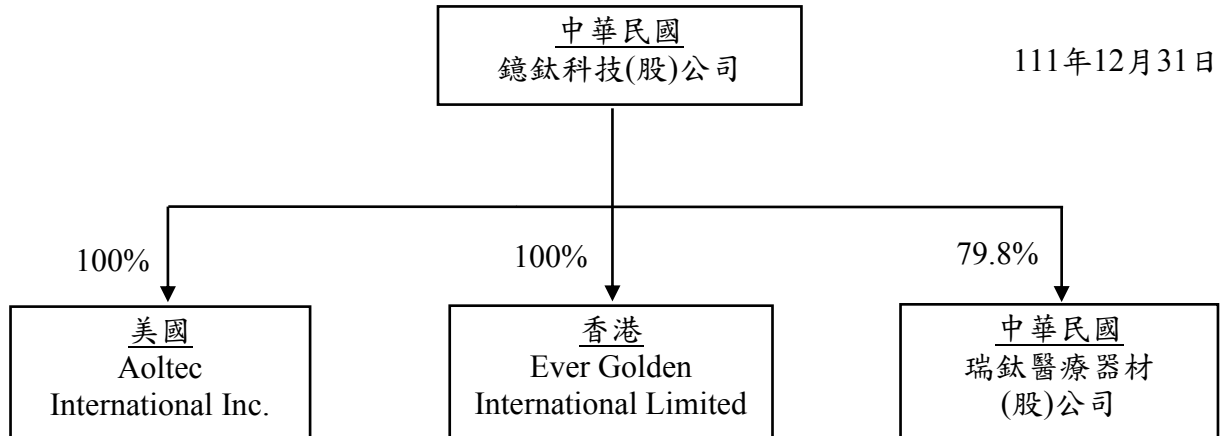 中華民國
鐿鈦科技(股)公司
111年12月31日
100%
100%
79.8%
美國
Aoltec
International Inc.
香港
Ever Golden
International Limited
中華民國
瑞鈦醫療器材
(股)公司